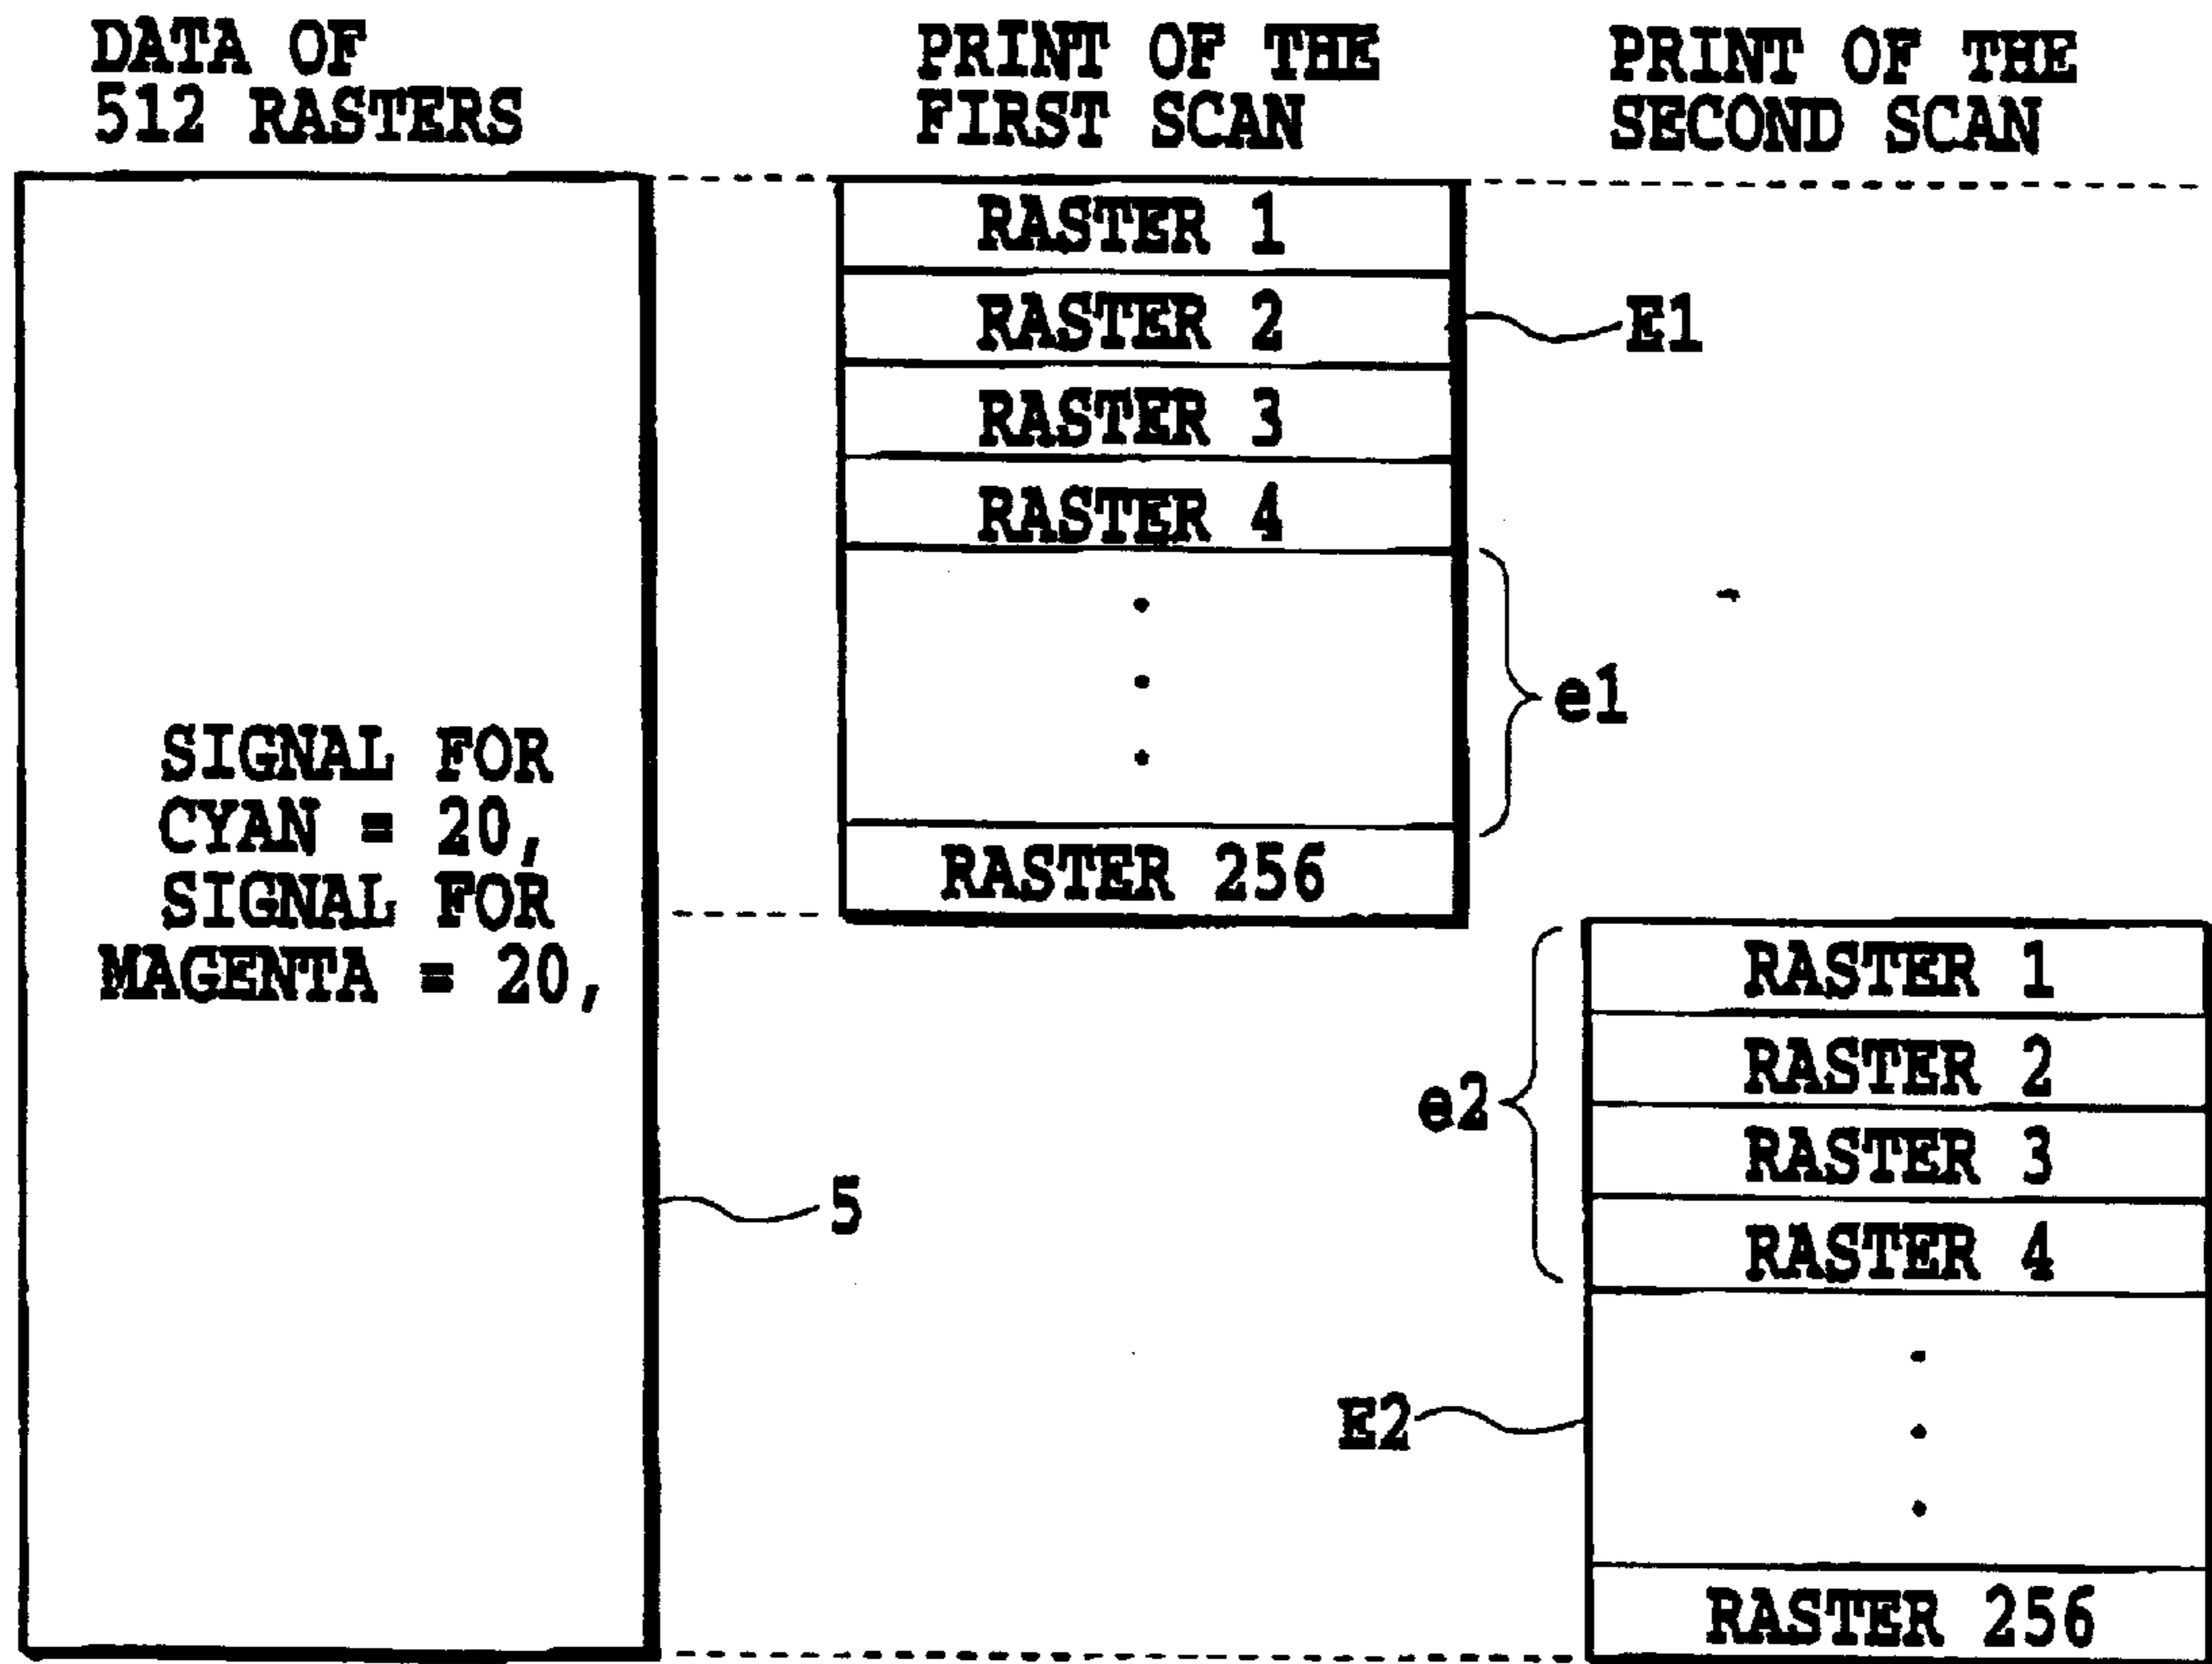 DATA OF
512 RASTERS
PRINT OF THE
FIRST SCAN
PRINT OF THE
SECOND SCAN
RASTER 1
RASTER 2
E1
RASTER 3
RASTER 4
e1
RASTER 256
SIGNAL FOR
CYAN = 20,
SIGNAL FOR
MAGENTA = 20,
5
RASTER 1
RASTER 2
e2
RASTER 3
RASTER 4
E2
RASTER 256